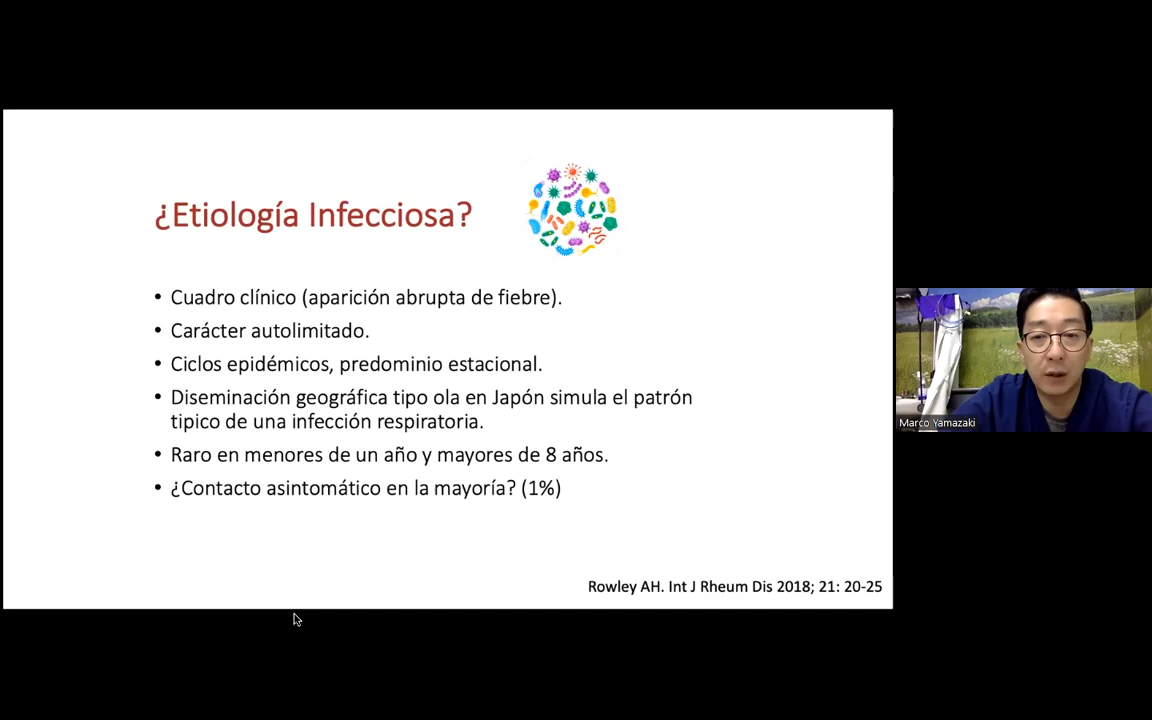 ¿Etiología Infecciosa?
• Cuadro clínico (aparición abrupta de fiebre).
• Carácter autolimitado.
• Ciclos epidémicos, predominio estacional.
• Diseminación geográfica tipo ola en Japón simula el patrón
tipico de una infección respiratoria.
• Raro en menores de un año y mayores de 8 años.
• ¿Contacto asintomático en la mayoría? (1%)
Rowley AH. Int J Rheum Dis 2018; 21: 20-25
Marco Yamazaki